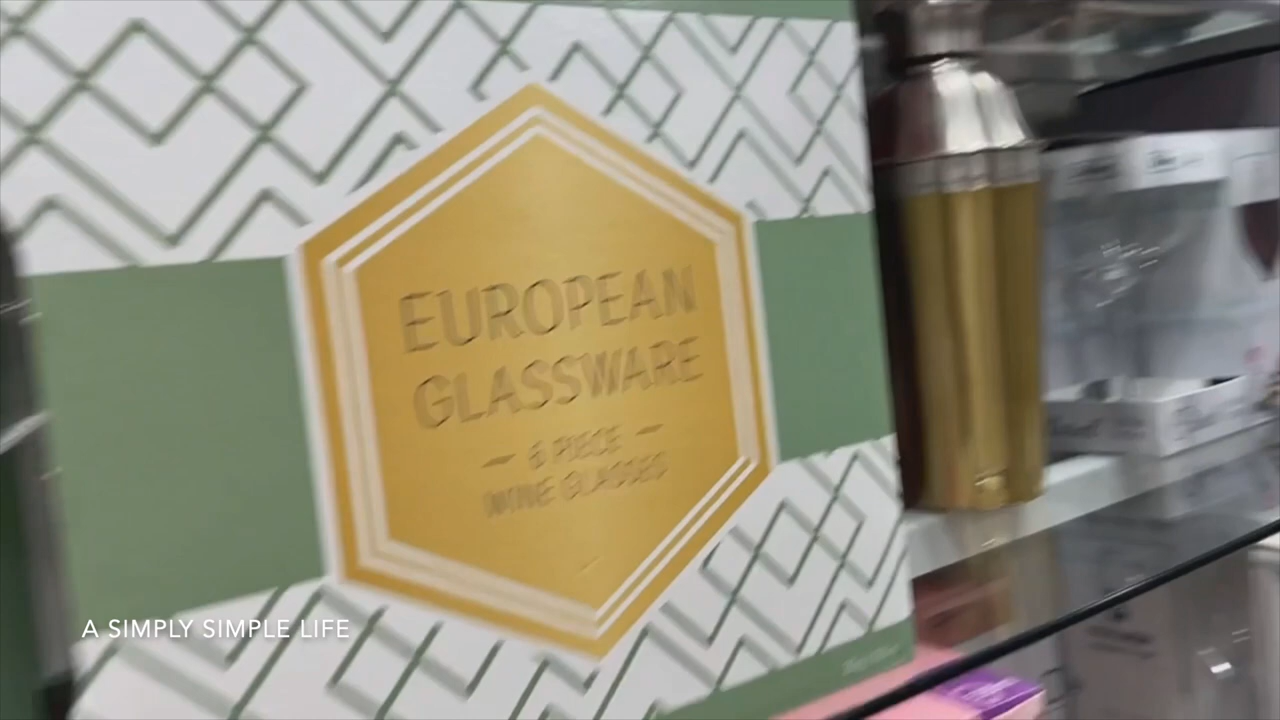 EUROPEAN
GLASSWARE
— 6 PIECE —
WINE GLASSES
A SIMPLY SIMPLE LIFE